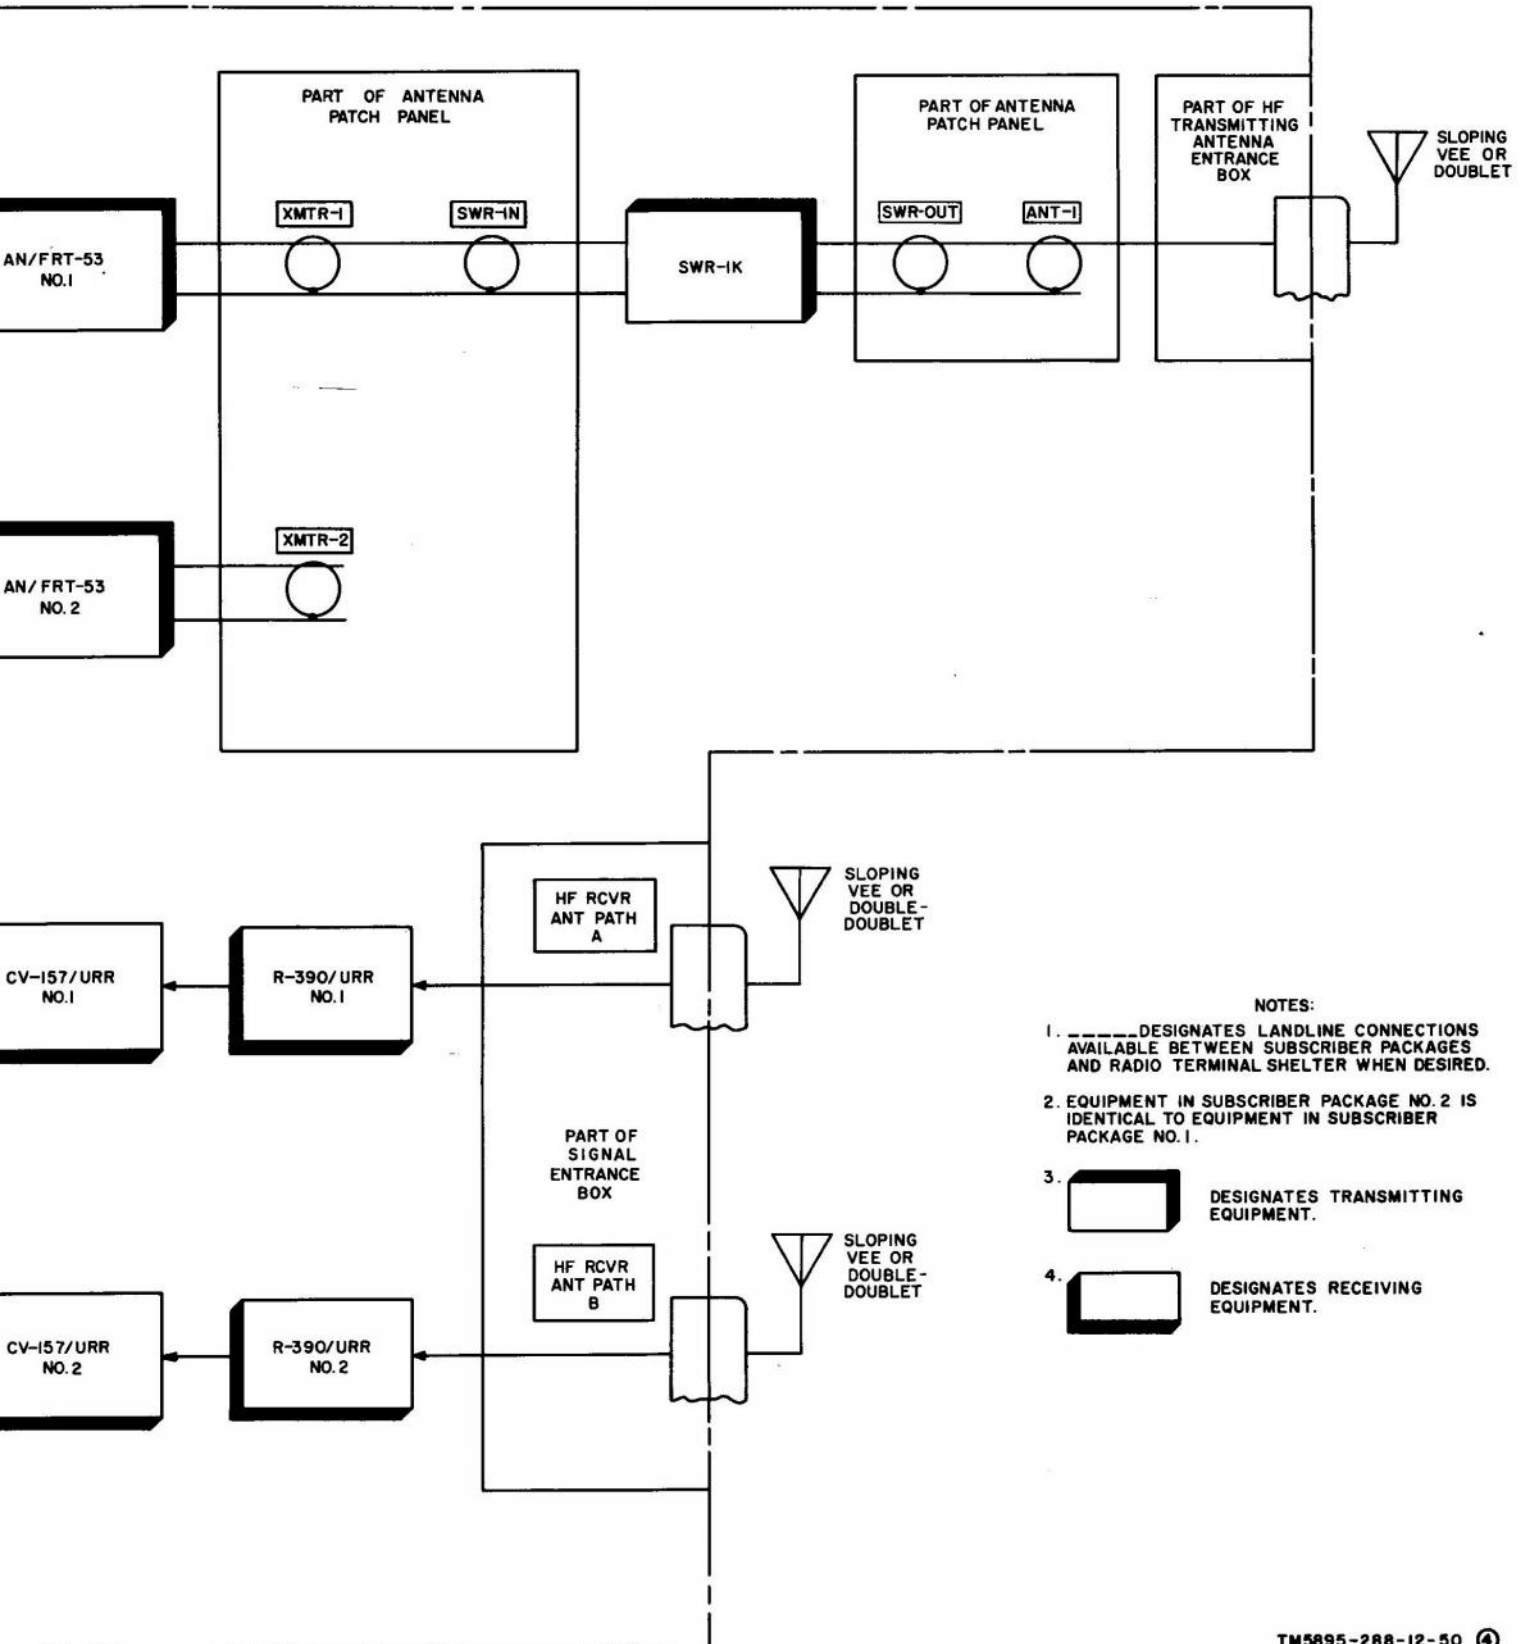 PART OF ANTENNA
PATCH PANEL
PART OF ANTENNA
PATCH PANEL
PART OF HF
TRANSMITTING
ANTENNA
ENTRANCE
BOX
SLOPING
VEE OR
DOUBLET
XMTR-1
SWR-IN
SWR-OUT
ANT-1
AN/FRT-53
NO.1
SWR-1K
XMTR-2
AN/FRT-53
NO.2
HF RCVR
ANT PATH
A
SLOPING
VEE OR
DOUBLE-
DOUBLET
CV-157/URR
NO.1
R-390/URR
NO.1
PART OF
SIGNAL
ENTRANCE
BOX
HF RCVR
ANT PATH
B
SLOPING
VEE OR
DOUBLE-
DOUBLET
CV-157/URR
NO.2
R-390/URR
NO.2
NOTES:
1. _____DESIGNATES LANDLINE CONNECTIONS
AVAILABLE BETWEEN SUBSCRIBER PACKAGES
AND RADIO TERMINAL SHELTER WHEN DESIRED.
2. EQUIPMENT IN SUBSCRIBER PACKAGE NO.2 IS
IDENTICAL TO EQUIPMENT IN SUBSCRIBER
PACKAGE NO.1.
3. DESIGNATES TRANSMITTING
EQUIPMENT.
4. DESIGNATES RECEIVING
EQUIPMENT.
TM5895-288-12-50 ④